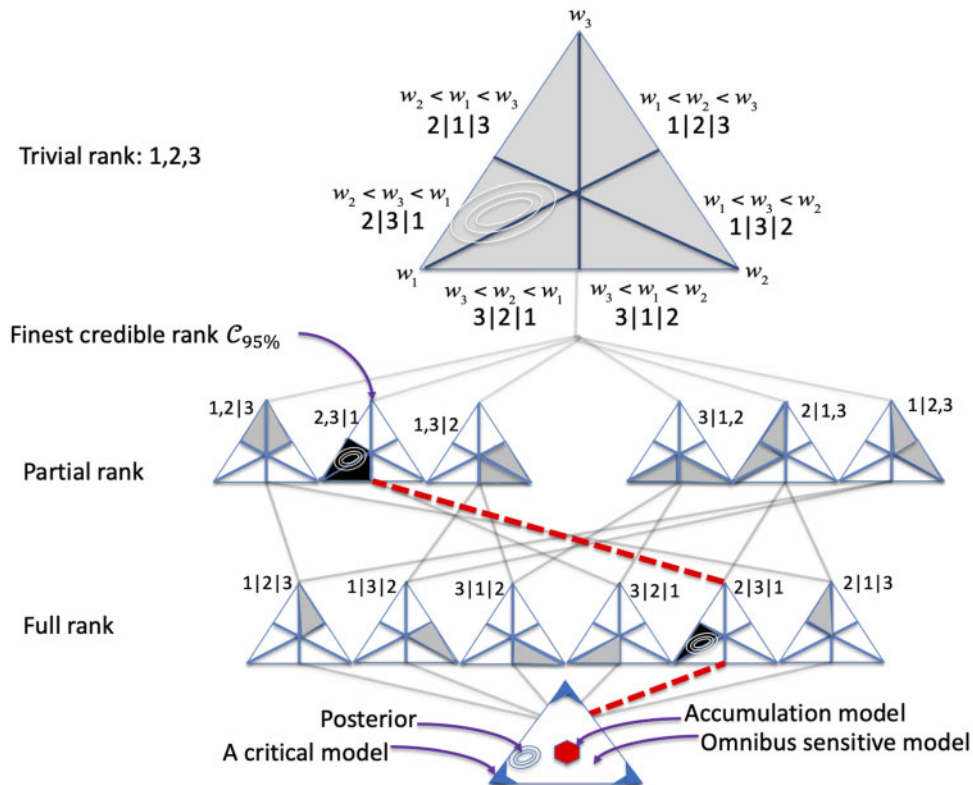 w₃
w₂ < w₁ < w₃
2|1|3
w₁ < w₂ < w₃
1|2|3
Trivial rank: 1,2,3
w₂ < w₃ < w₁
2|3|1
w₁ < w₃ < w₂
1|3|2
w₁
w₂
w₃ < w₂ < w₁
3|2|1
w₃ < w₁ < w₂
3|1|2
Finest credible rank 𝒞₉₅%
1,2|3
2,3|1
1,3|2
3|1,2
2|1,3
1|2,3
Partial rank
1|2|3
1|3|2
3|1|2
3|2|1
2|3|1
2|1|3
Full rank
Posterior
Accumulation model
A critical model
Omnibus sensitive model